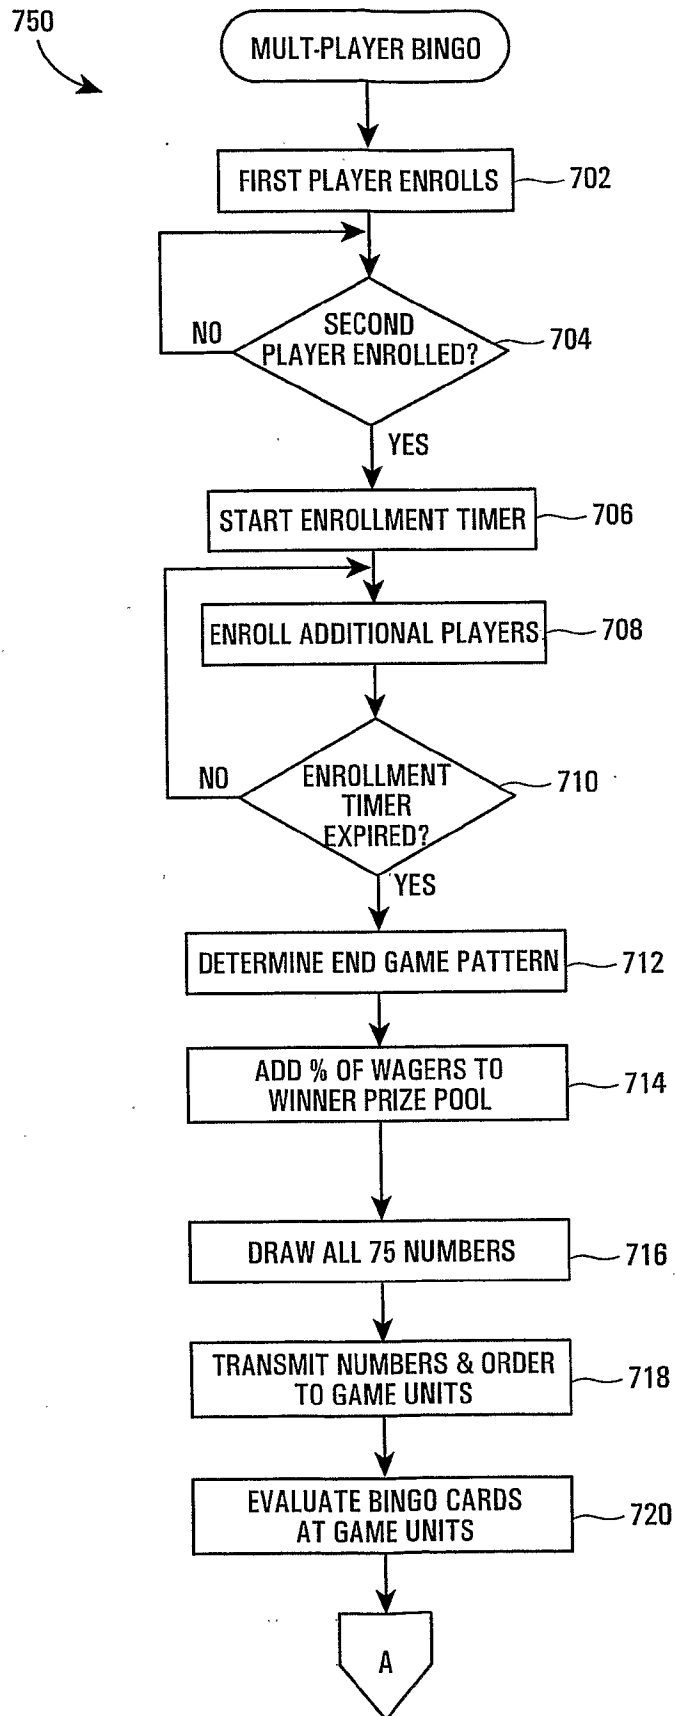 750
MULT-PLAYER BINGO
FIRST PLAYER ENROLLS
702
SECOND
PLAYER ENROLLED?
704
NO
YES
START ENROLLMENT TIMER
706
ENROLL ADDITIONAL PLAYERS
708
ENROLLMENT
TIMER
EXPIRED?
710
NO
YES
DETERMINE END GAME PATTERN
712
ADD % OF WAGERS TO
WINNER PRIZE POOL
714
DRAW ALL 75 NUMBERS
716
TRANSMIT NUMBERS & ORDER
TO GAME UNITS
718
EVALUATE BINGO CARDS
AT GAME UNITS
720
A